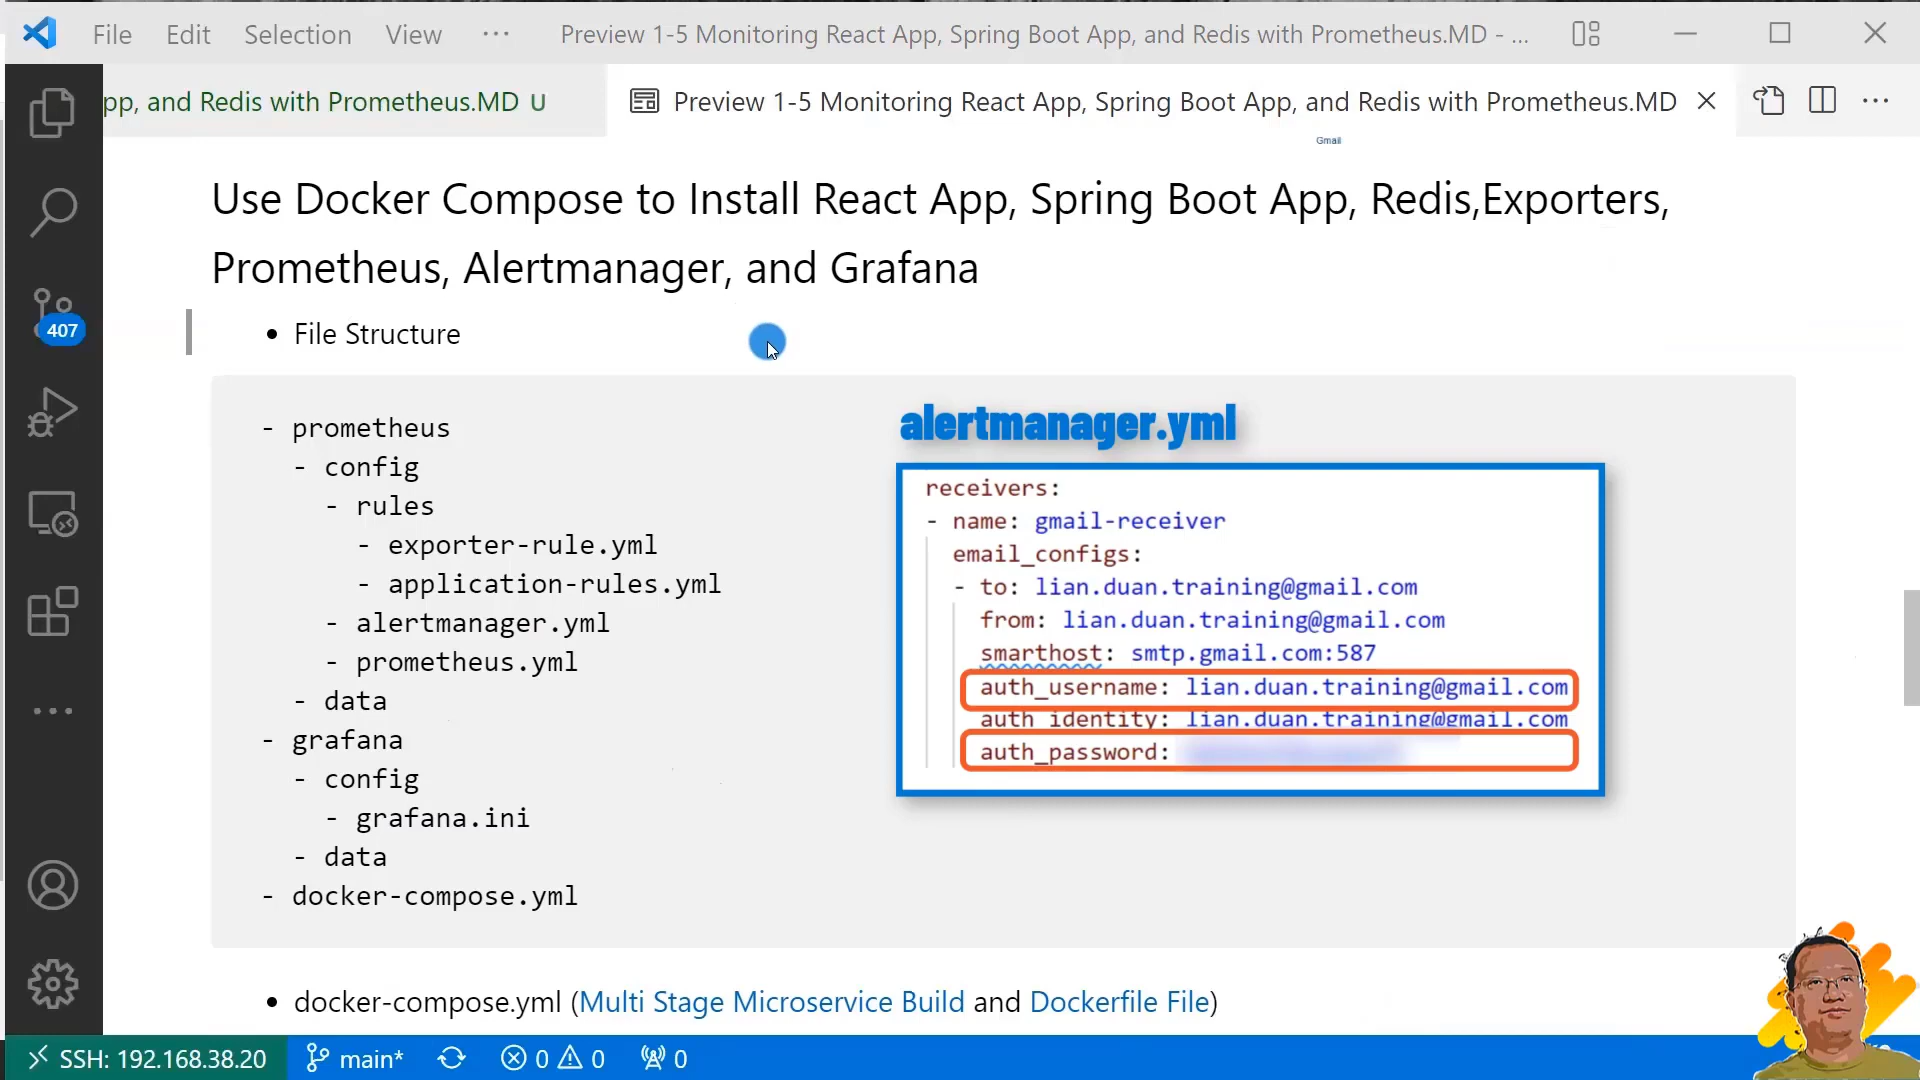 File Edit Selection View ··· Preview 1-5 Monitoring React App, Spring Boot App, and Redis with Prometheus.MD - ...
pp, and Redis with Prometheus.MD U
Preview 1-5 Monitoring React App, Spring Boot App, and Redis with Prometheus.MD
Gmail
Use Docker Compose to Install React App, Spring Boot App, Redis,Exporters,
Prometheus, Alertmanager, and Grafana
407
• File Structure
- prometheus
- config
- rules
- exporter-rule.yml
- application-rules.yml
- alertmanager.yml
- prometheus.yml
- data
- grafana
- config
- grafana.ini
- data
- docker-compose.yml
alertmanager.yml
receivers:
- name: gmail-receiver
email_configs:
- to: lian.duan.training@gmail.com
from: lian.duan.training@gmail.com
smarthost: smtp.gmail.com:587
auth_username: lian.duan.training@gmail.com
auth_identity: lian.duan.training@gmail.com
auth_password:
• docker-compose.yml (Multi Stage Microservice Build and Dockerfile File)
SSH: 192.168.38.20 main* 0 0 0